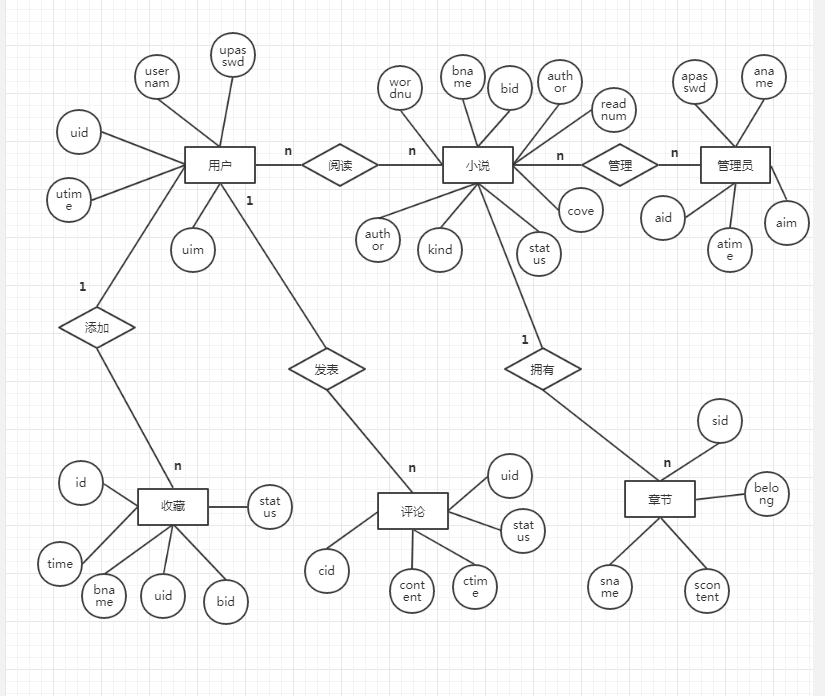 upas
swd
user
nam
wor
dnu
bna
me
bid
auth
or
read
num
apas
swd
ana
me
uid
n
n
n
n
用户
阅读
小说
管理
管理员
utim
e
1
cove
aid
aim
auth
or
kind
stat
us
uim
atim
e
1
添加
1
发表
拥有
sid
n
n
n
id
收藏
stat
us
uid
评论
stat
us
章节
belo
ng
time
bna
me
uid
bid
cid
cont
ent
ctim
e
sna
me
scon
tent